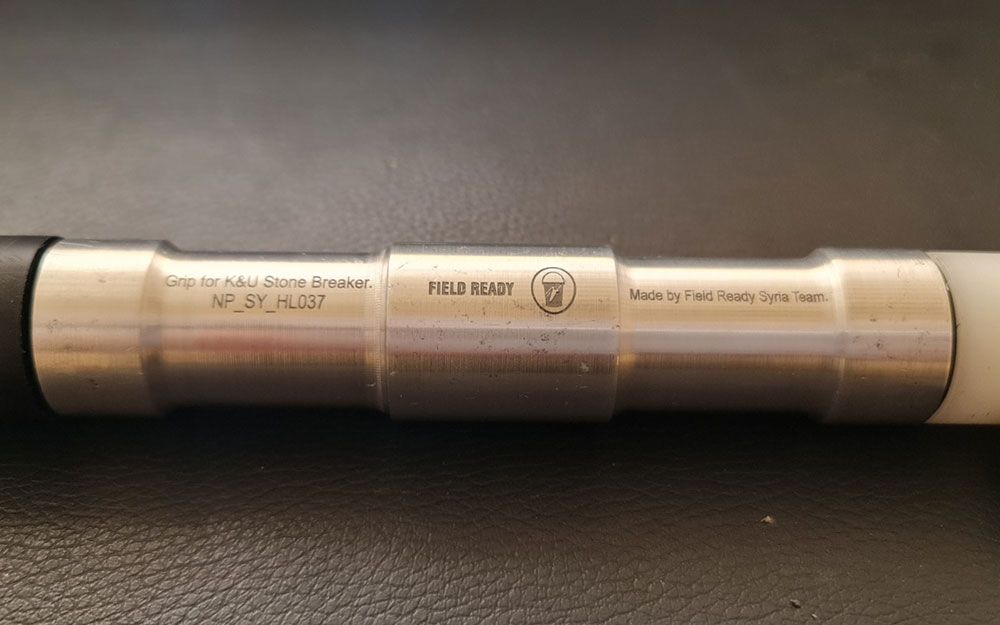 Grip for K&U Stone Breaker.
NP_SY_HL037
FIELD READY
Made by Field Ready Syria Team.